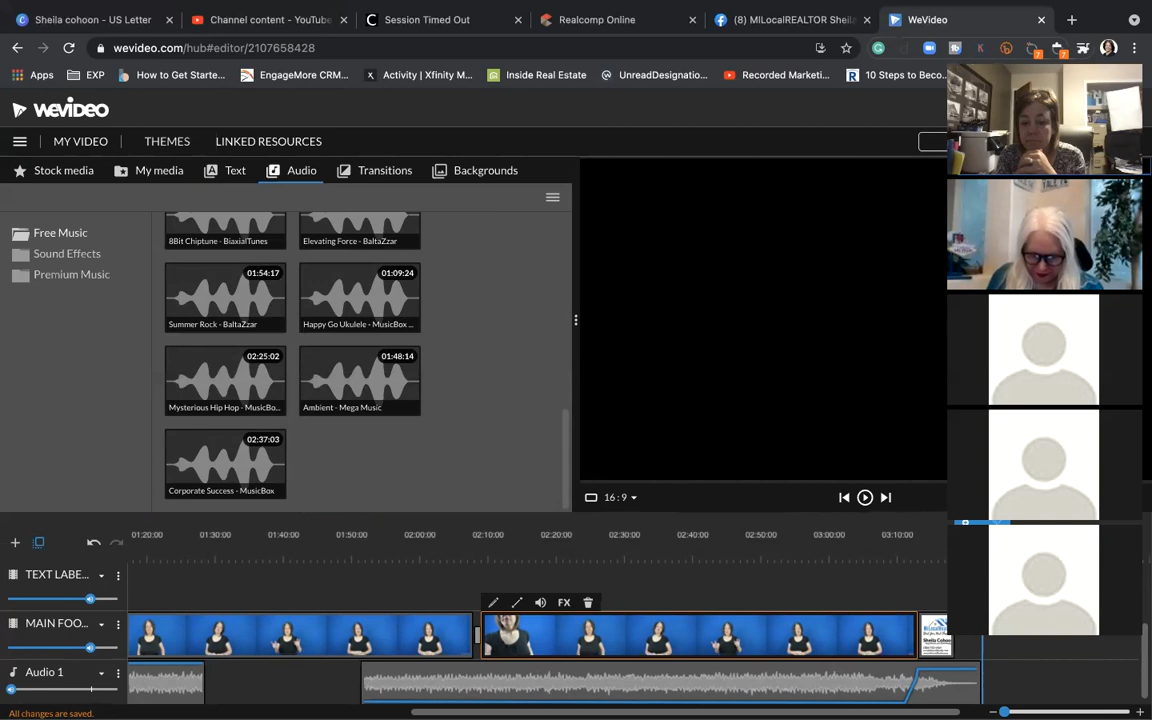 Sheila cohoon - US Letter
Channel content - YouTube
Session Timed Out
Realcomp Online
(8) MILocalREALTOR Sheila
WeVideo
wevideo.com/hub#editor/2107658428
Apps
EXP
How to Get Starte...
EngageMore CRM...
Activity | Xfinity M...
Inside Real Estate
UnreadDesignatio...
Recorded Marketi...
10 Steps to Beco...
WEVIDEO
MY VIDEO
THEMES
LINKED RESOURCES
Stock media
My media
Text
Audio
Transitions
Backgrounds
Free Music
Sound Effects
Premium Music
8Bit Chiptune - BiaxialTunes
Elevating Force - BaltaZzar
01:54:17
01:09:24
Summer Rock - BaltaZzar
Happy Go Ukulele - MusicBox ...
02:25:02
01:48:14
Mysterious Hip Hop - MusicBo...
Ambient - Mega Music
02:37:03
Corporate Success - MusicBox
16:9
01:20:00
01:30:00
01:40:00
01:50:00
02:00:00
02:10:00
02:20:00
02:30:00
02:40:00
02:50:00
03:00:00
03:10:00
TEXT LABE...
FX
MAIN FOO...
Sheila Cohoo
Audio 1
All changes are saved.